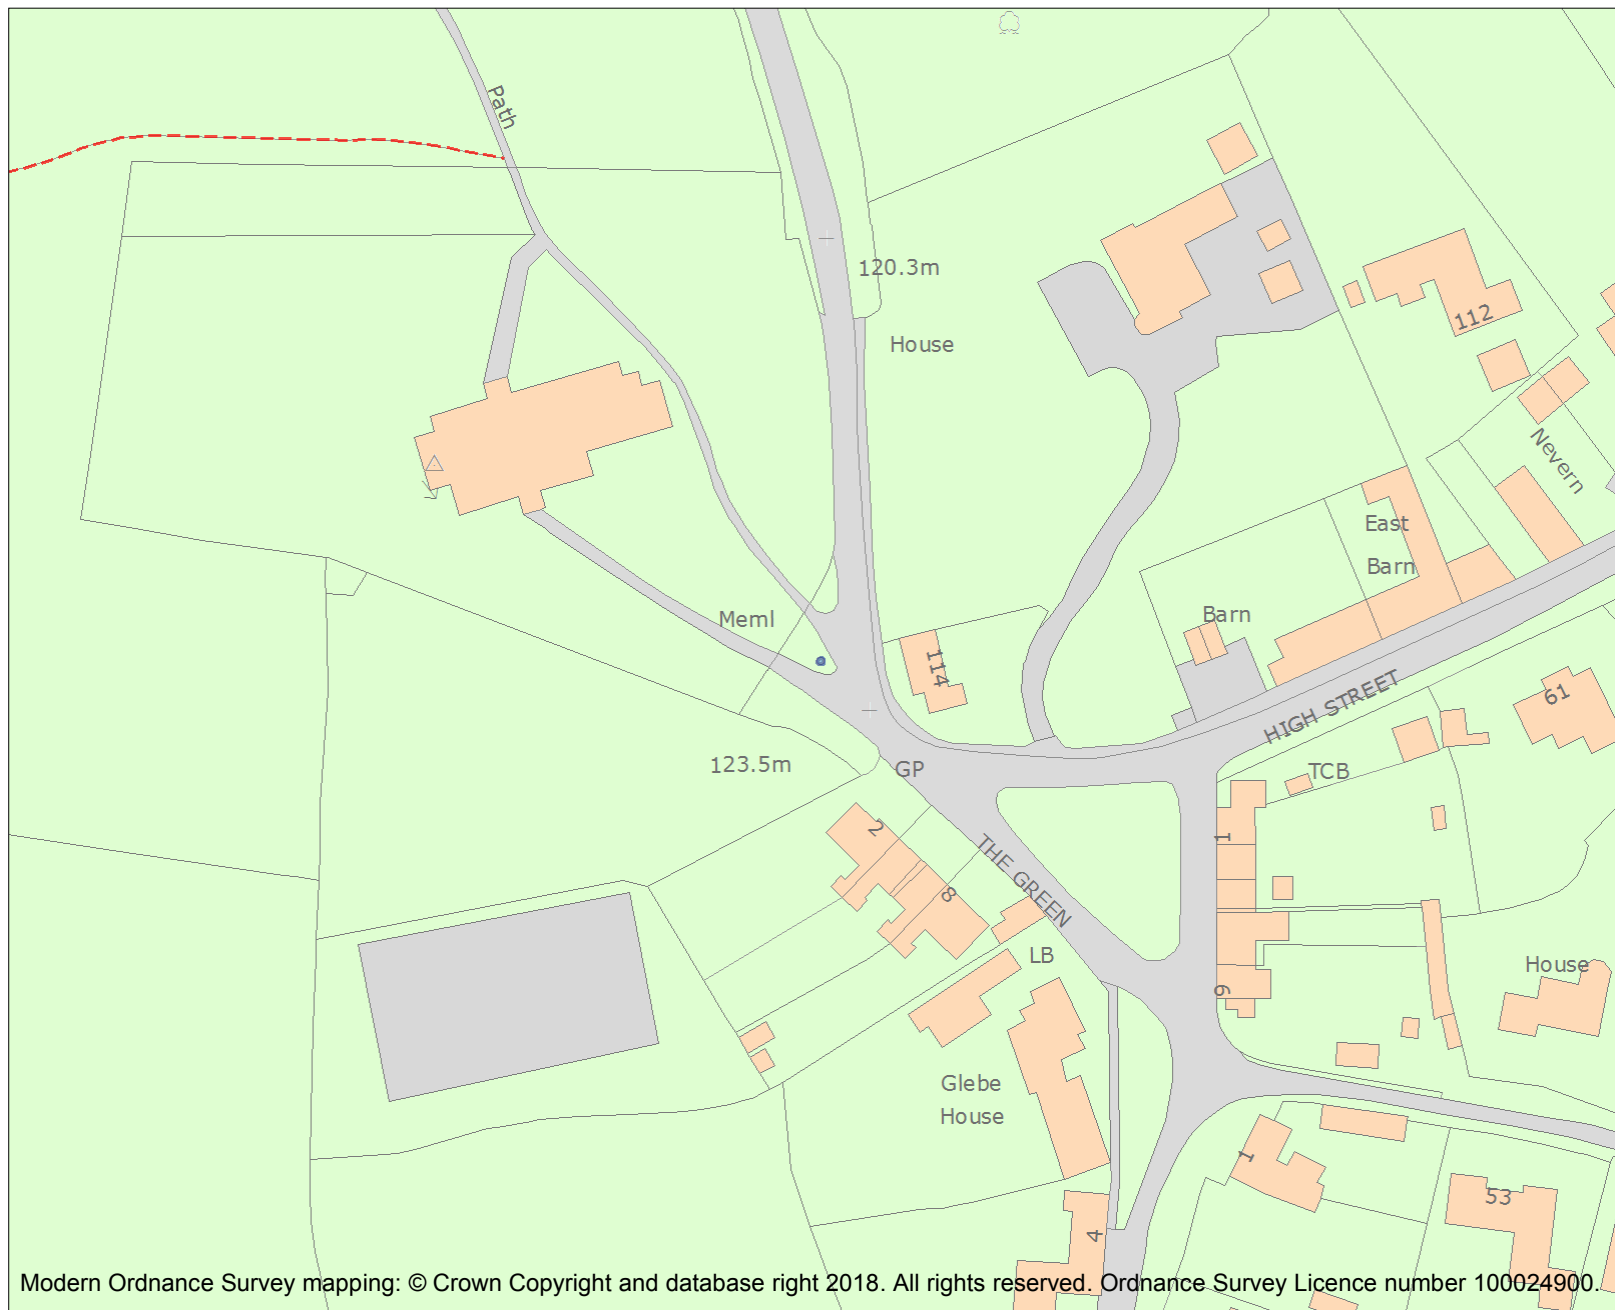 Path
120.3m
House
112
Nevern
East
Barn
Barn
Meml
114
HIGH STREET
61
123.5m
GP
TCB
2
1
THE GREEN
8
LB
House
9
Glebe
House
1
53
4
Modern Ordnance Survey mapping: © Crown Copyright and database right 2018. All rights reserved. Ordnance Survey Licence number 100024900.